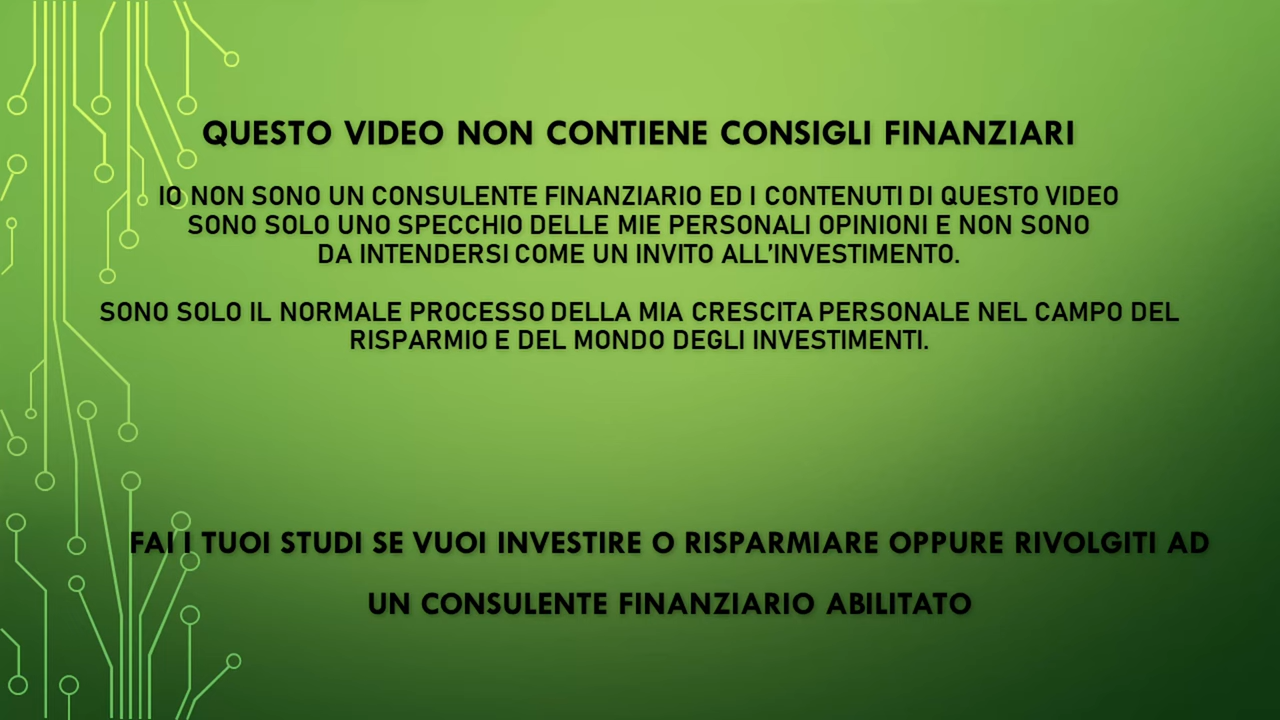 QUESTO VIDEO NON CONTIENE CONSIGLI FINANZIARI
IO NON SONO UN CONSULENTE FINANZIARIO ED I CONTENUTI DI QUESTO VIDEO
SONO SOLO UNO SPECCHIO DELLE MIE PERSONALI OPINIONI E NON SONO
DA INTENDERSI COME UN INVITO ALL'INVESTIMENTO.
SONO SOLO IL NORMALE PROCESSO DELLA MIA CRESCITA PERSONALE NEL CAMPO DEL
RISPARMIO E DEL MONDO DEGLI INVESTIMENTI.
FAI I TUOI STUDI SE VUOI INVESTIRE O RISPARMIARE OPPURE RIVOLGITI AD
UN CONSULENTE FINANZIARIO ABILITATO